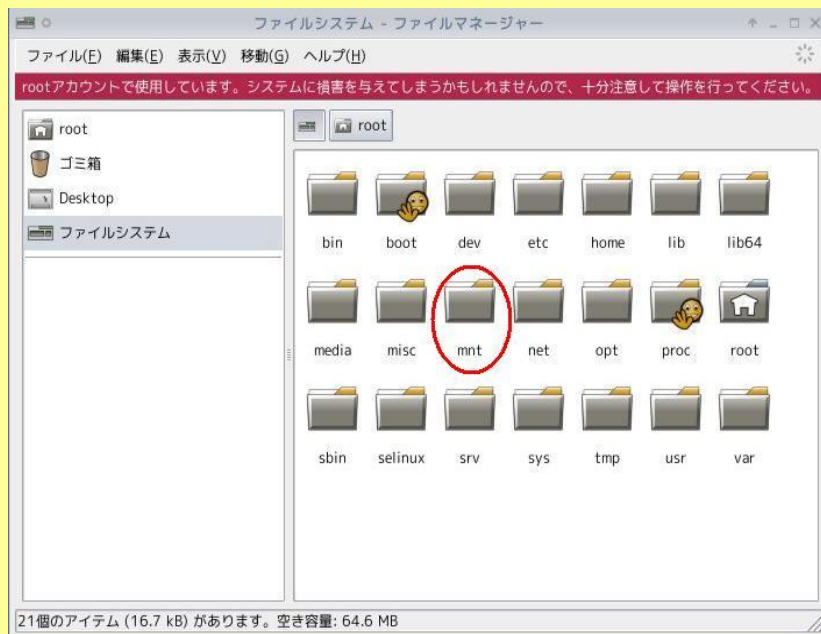 ファイルシステム - ファイルマネージャー
ファイル(F) 編集(E) 表示(V) 移動(G) ヘルプ(H)
rootアカウントで使用しています。システムに損害を与えてしまうかもしれませんので、十分注意して操作を行ってください。
root
ゴミ箱
Desktop
ファイルシステム
root
bin boot dev etc home lib lib64
media misc mnt net opt proc root
sbin selinux srv sys tmp usr var
21個のアイテム (16.7 kB) があります。空き容量: 64.6 MB